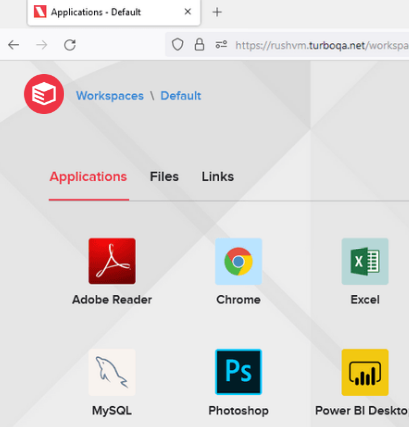 Applications - Default
https://rushvm.turboqa.net/workspa
Workspaces \ Default
Applications Files Links
Adobe Reader Chrome Excel
Ps
MySQL Photoshop Power BI Deskto